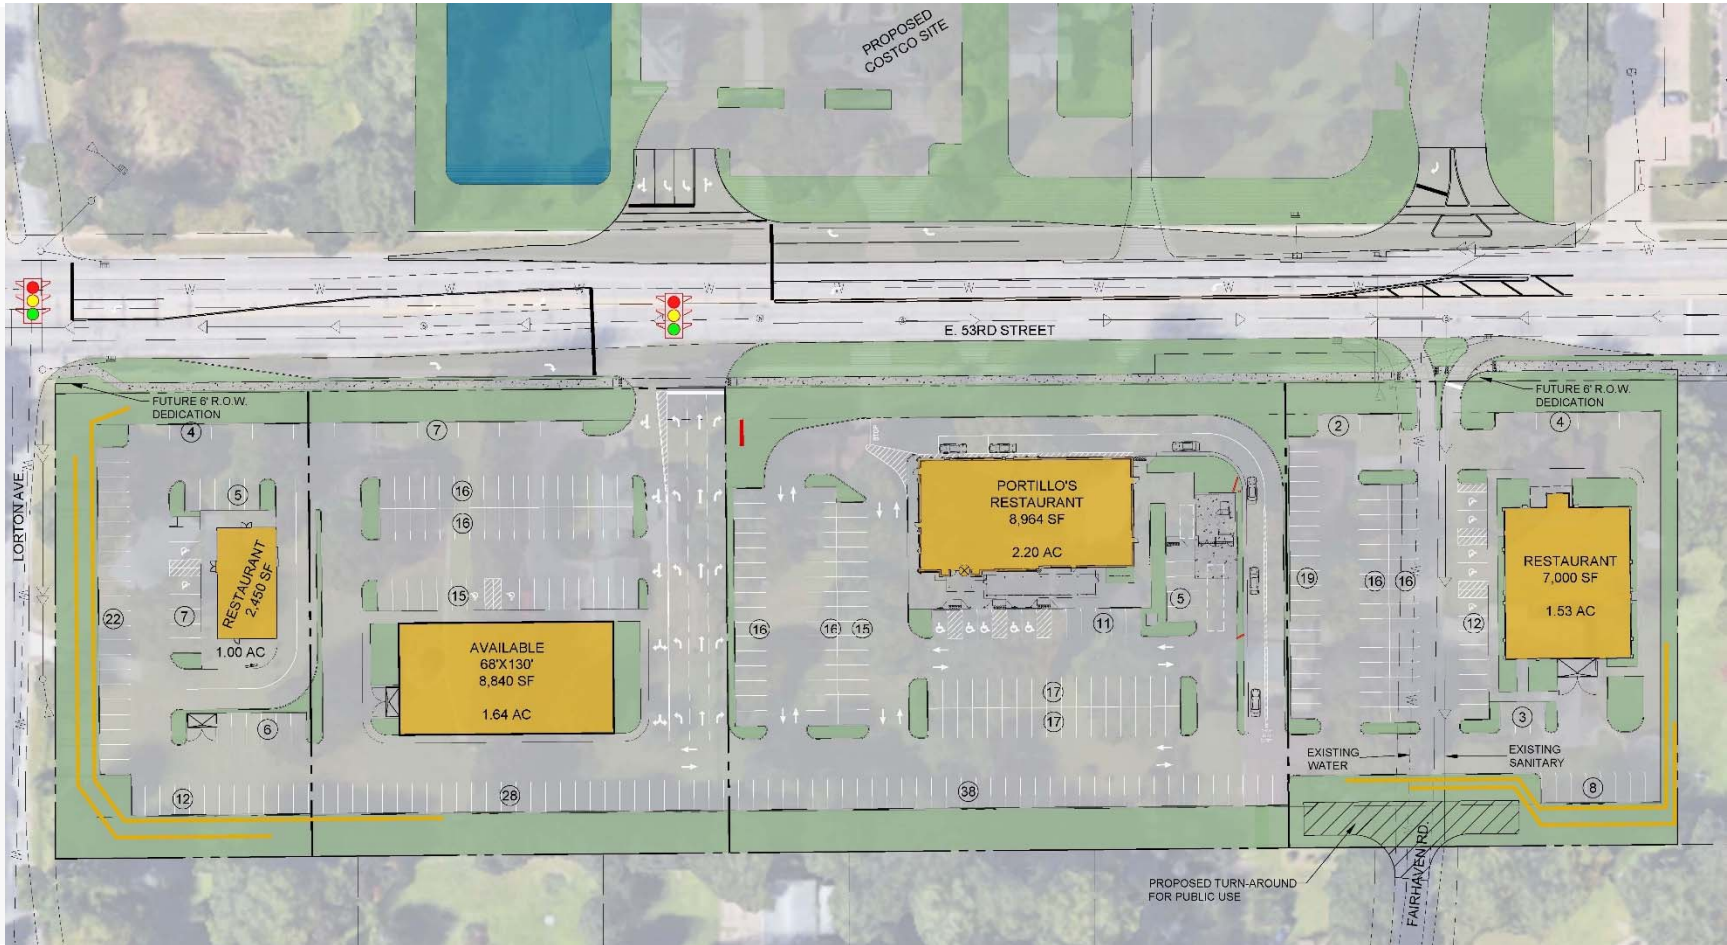 PROPOSED
COSTCO SITE
E. 53RD STREET
FUTURE 6' R.O.W.
DEDICATION
FUTURE 6' R.O.W.
DEDICATION
LORTON AVE
4
7
2
4
STOP
5
16
16
PORTILLO'S
RESTAURANT
8,964 SF
2.20 AC
RESTAURANT
2,450 SF
1.00 AC
RESTAURANT
7,000 SF
1.53 AC
19
16
16
15
5
22
7
11
12
16
16
15
AVAILABLE
68'X130'
8,840 SF
1.64 AC
17
17
6
3
EXISTING
WATER
EXISTING
SANITARY
12
28
38
8
PROPOSED TURN-AROUND
FOR PUBLIC USE
FAIRHAVEN RD.